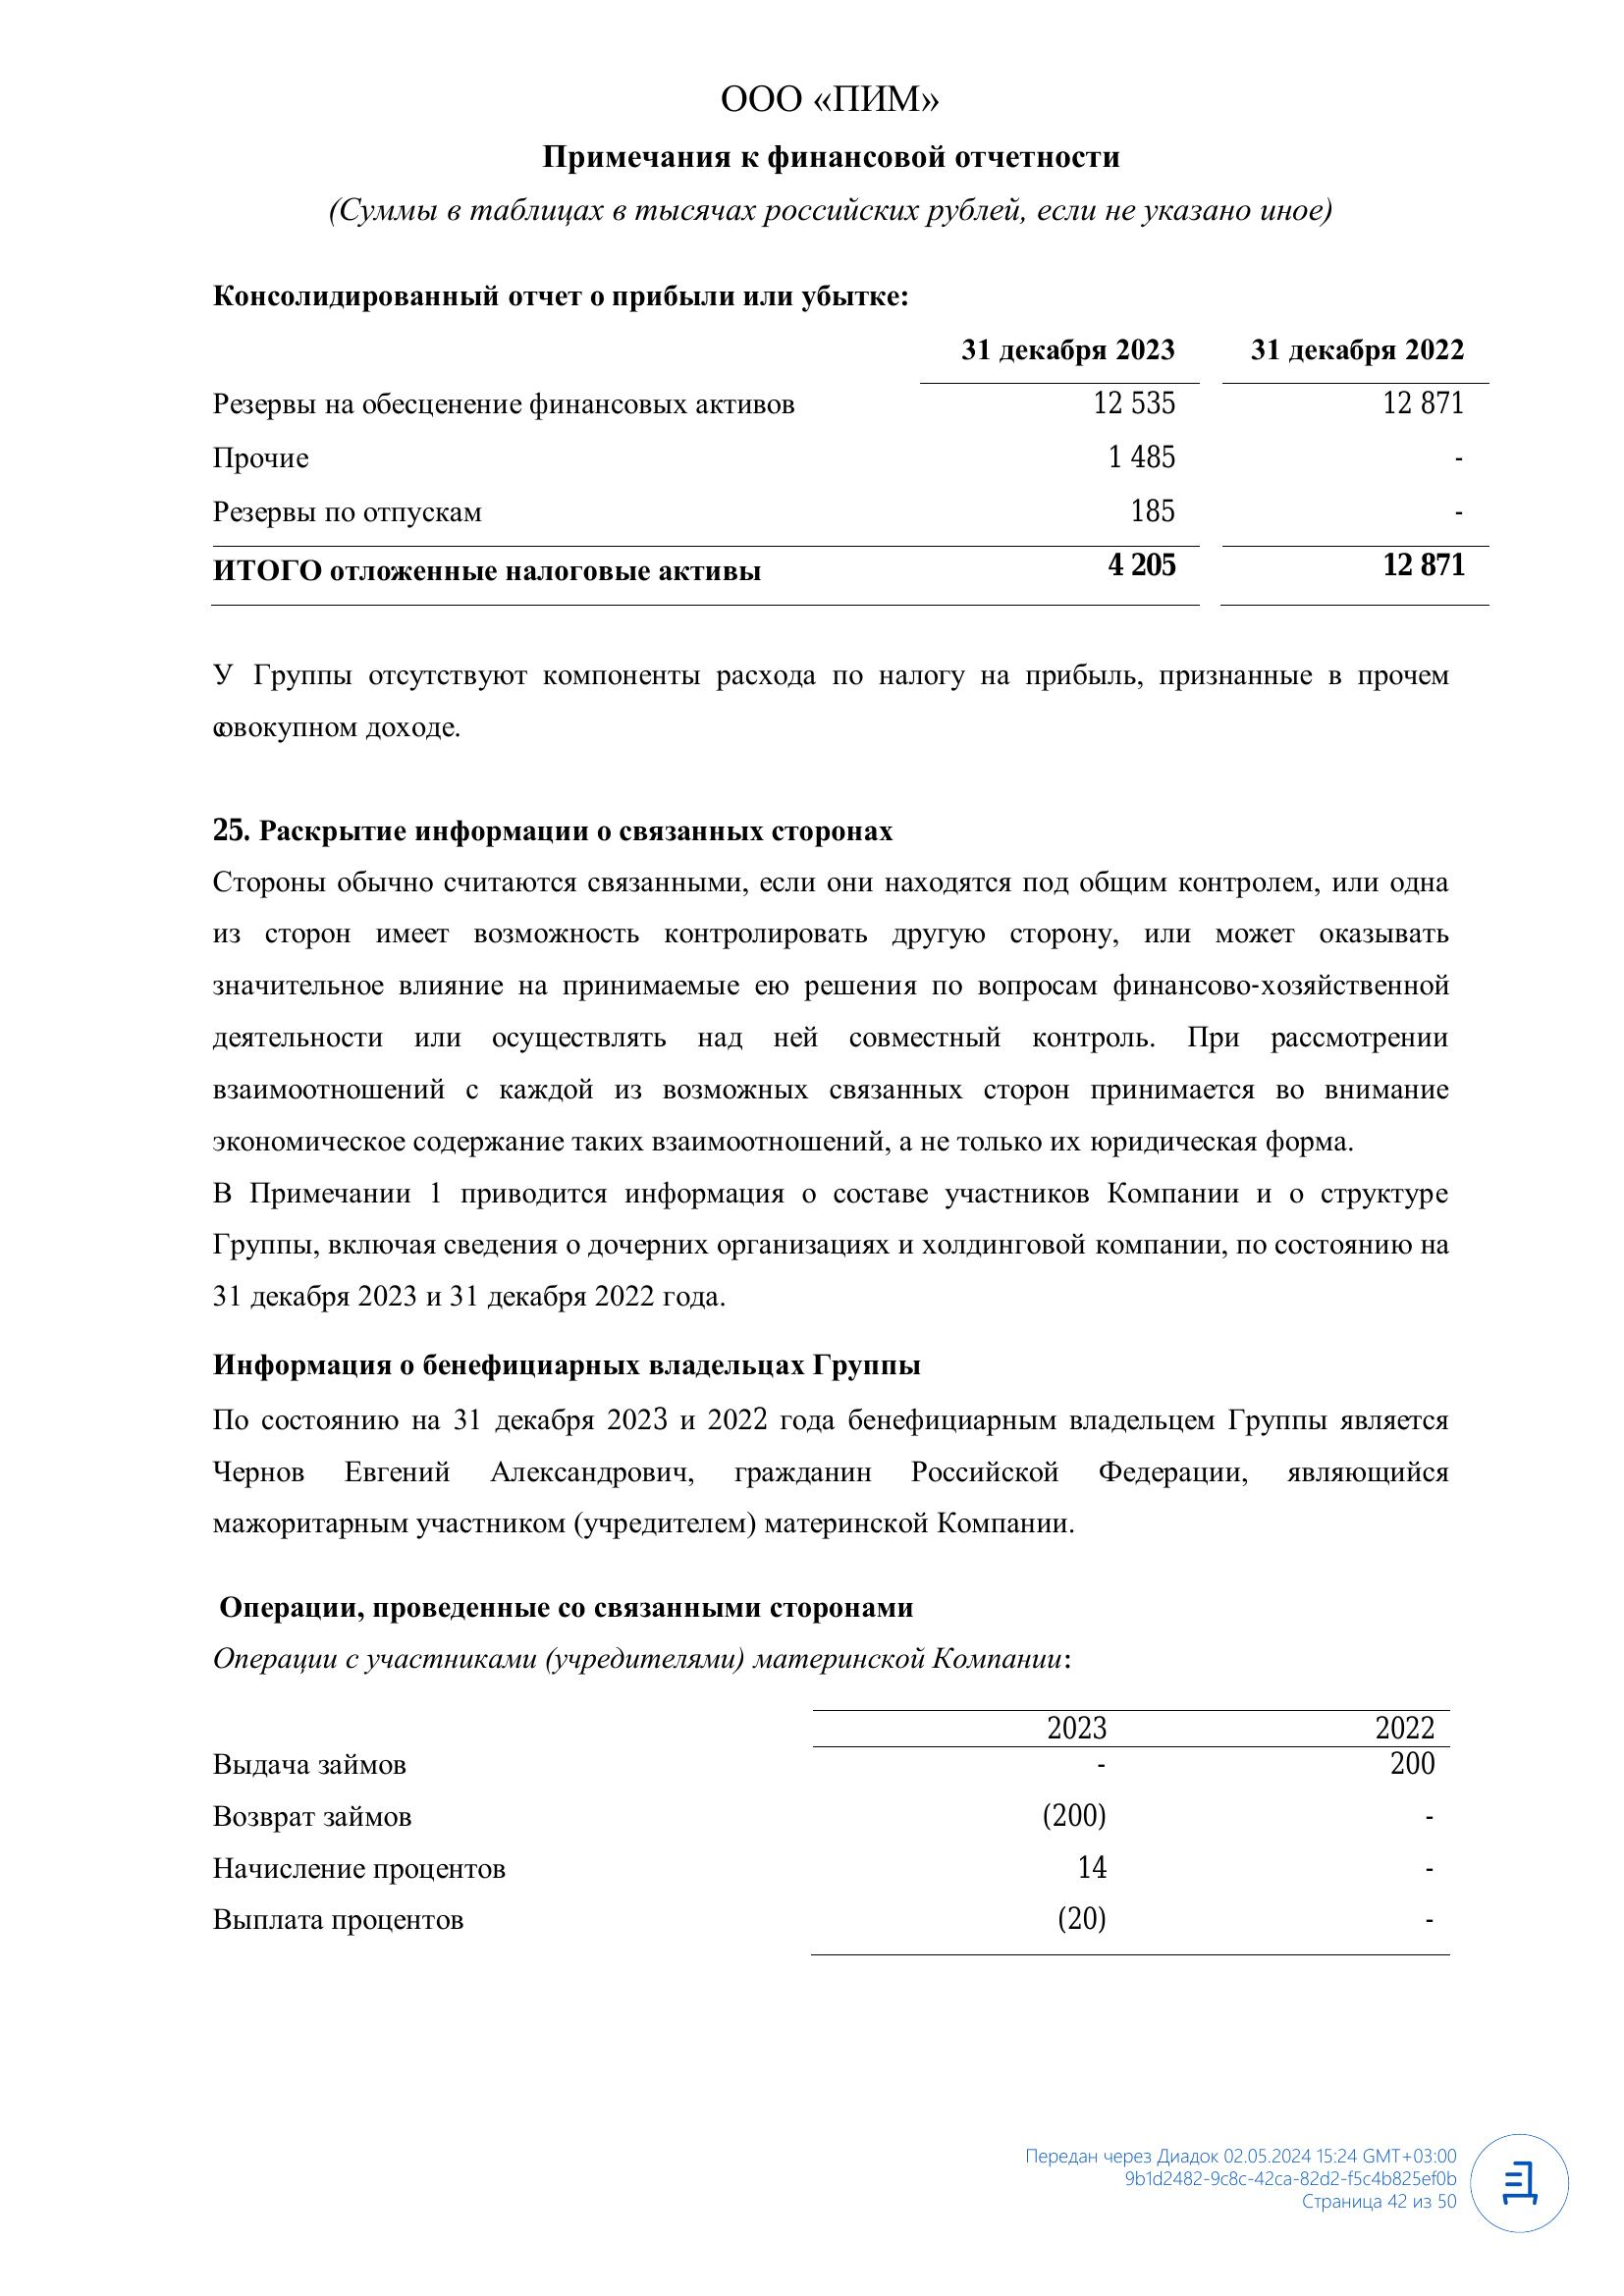 ООО «ПИМ»
Примечания к финансовой отчетности
(Суммы в таблицах в тысячах российских рублей, если не указано иное)
Консолидированный отчет о прибыли или убытке:
31 декабря 2023 31 декабря 2022
Резервы на обесценение финансовых активов 12 535 12 871
Прочие 1 485 -
Резервы по отпускам 185 -
ИТОГО отложенные налоговые активы 4 205 12 871
У Группы отсутствуют компоненты расхода по налогу на прибыль, признанные в прочем
совокупном доходе.
25. Раскрытие информации о связанных сторонах
Стороны обычно считаются связанными, если они находятся под общим контролем, или одна
из сторон имеет возможность контролировать другую сторону, или может оказывать
значительное влияние на принимаемые ею решения по вопросам финансово-хозяйственной
деятельности или осуществлять над ней совместный контроль. При рассмотрении
взаимоотношений с каждой из возможных связанных сторон принимается во внимание
экономическое содержание таких взаимоотношений, а не только их юридическая форма.
В Примечании 1 приводится информация о составе участников Компании и о структуре
Группы, включая сведения о дочерних организациях и холдинговой компании, по состоянию на
31 декабря 2023 и 31 декабря 2022 года.
Информация о бенефициарных владельцах Группы
По состоянию на 31 декабря 2023 и 2022 года бенефициарным владельцем Группы является
Чернов Евгений Александрович, гражданин Российской Федерации, являющийся
мажоритарным участником (учредителем) материнской Компании.
Операции, проведенные со связанными сторонами
Операции с участниками (учредителями) материнской Компании:
2023 2022
Выдача займов - 200
Возврат займов (200) -
Начисление процентов 14 -
Выплата процентов (20) -
Передан через Диадок 02.05.2024 15:24 GMT+03:00
9b1d2482-9c8c-42ca-82d2-f5c4b825ef0b
Страница 42 из 50